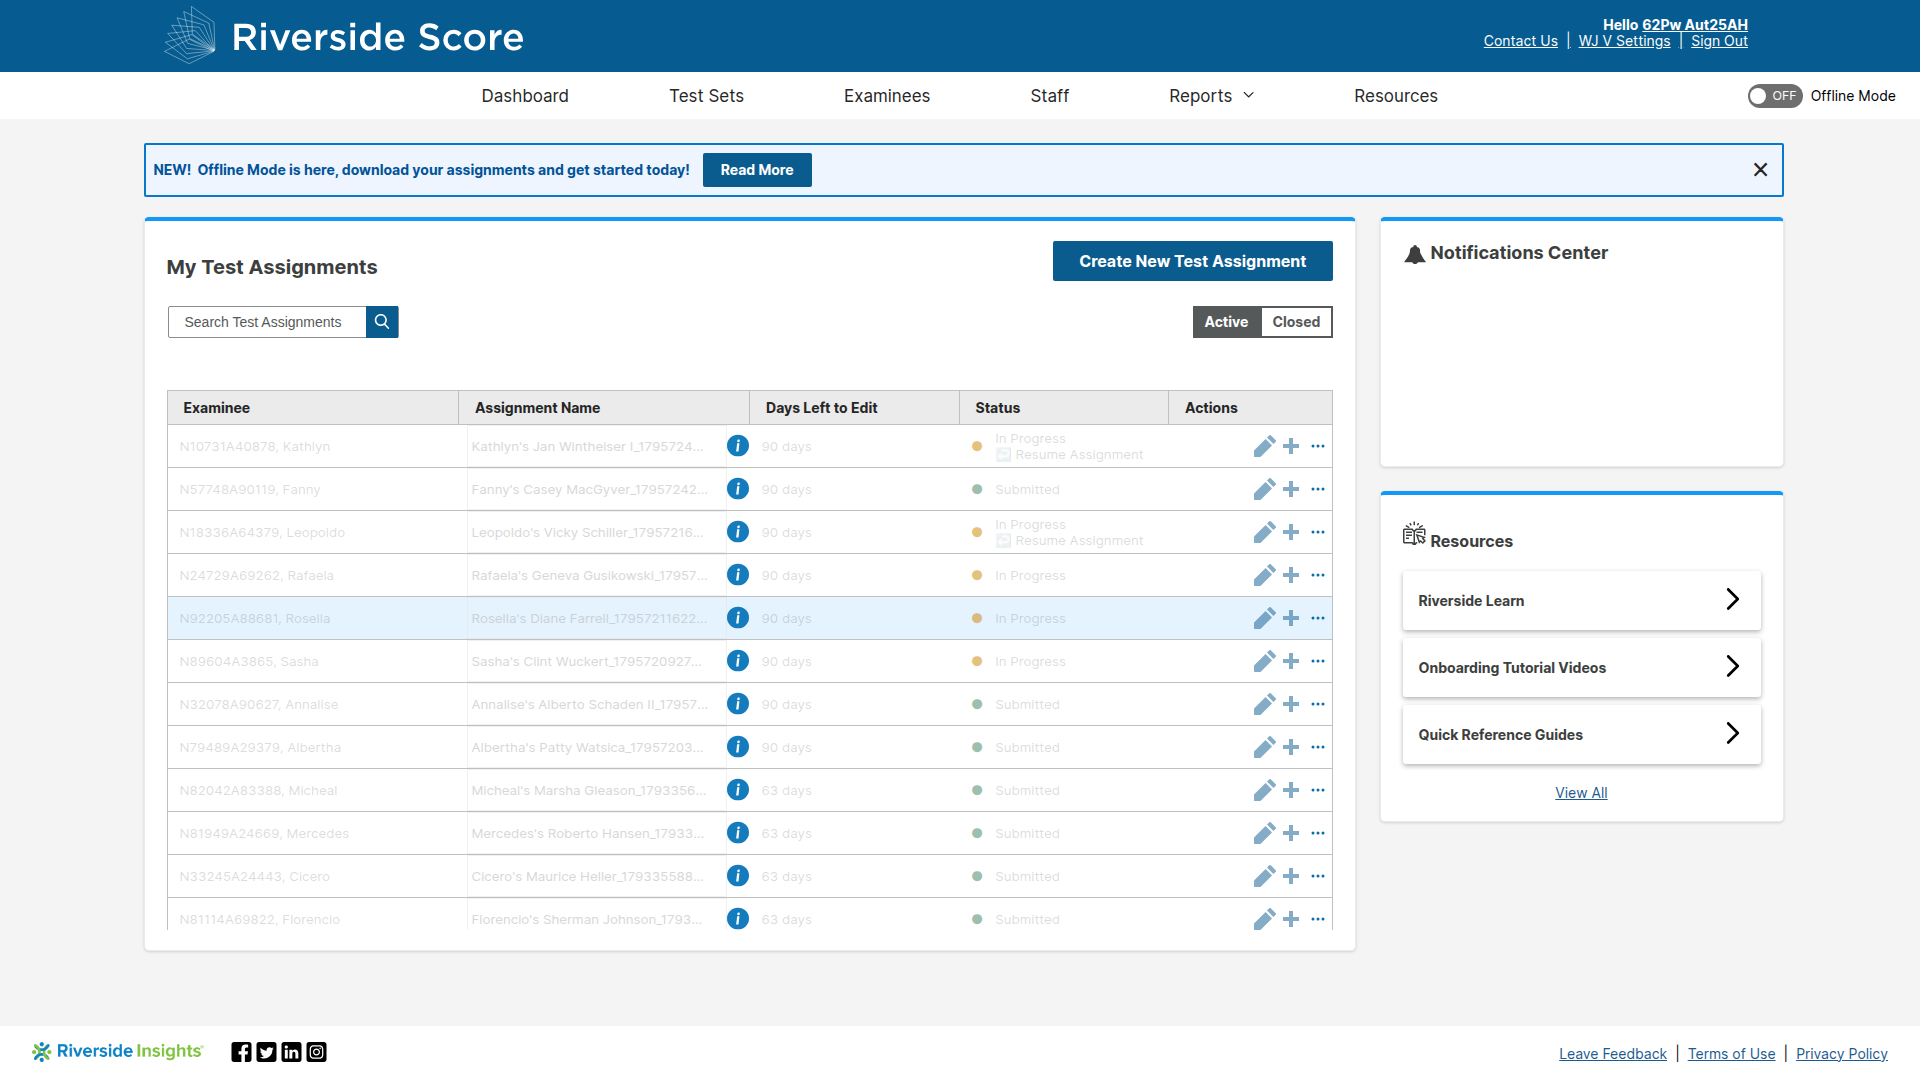 Riverside Score
Hello 62Pw Aut25AH
Contact Us | WJ V Settings | Sign Out
Dashboard Test Sets Examinees Staff Reports Resources OFF Offline Mode
NEW! Offline Mode is here, download your assignments and get started today! Read More
My Test Assignments Create New Test Assignment
Search Test Assignments Active Closed
Examinee Assignment Name Days Left to Edit Status Actions
N10731A40878, Kathlyn Kathlyn's Jan Wintheiser I_1795724... 90 days In Progress
Resume Assignment
N57748A90119, Fanny Fanny's Casey MacGyver_17957242... 90 days Submitted
N18336A64379, Leopoldo Leopoldo's Vicky Schiller_17957216... 90 days In Progress
Resume Assignment
N24729A69262, Rafaela Rafaela's Geneva Gusikowski_17957... 90 days In Progress
N92205A88681, Rosella Rosella's Diane Farrell_17957211622... 90 days In Progress
N89604A3865, Sasha Sasha's Clint Wuckert_1795720927... 90 days In Progress
N32078A90627, Annalise Annalise's Alberto Schaden II_17957... 90 days Submitted
N79489A29379, Albertha Albertha's Patty Watsica_17957203... 90 days Submitted
N82042A83388, Micheal Micheal's Marsha Gleason_1793356... 63 days Submitted
N81949A24669, Mercedes Mercedes's Roberto Hansen_17933... 63 days Submitted
N33245A24443, Cicero Cicero's Maurice Heller_179335588... 63 days Submitted
N81114A69822, Florencio Florencio's Sherman Johnson_1793... 63 days Submitted
Notifications Center
Resources
Riverside Learn
Onboarding Tutorial Videos
Quick Reference Guides
View All
Riverside Insights
Leave Feedback | Terms of Use | Privacy Policy